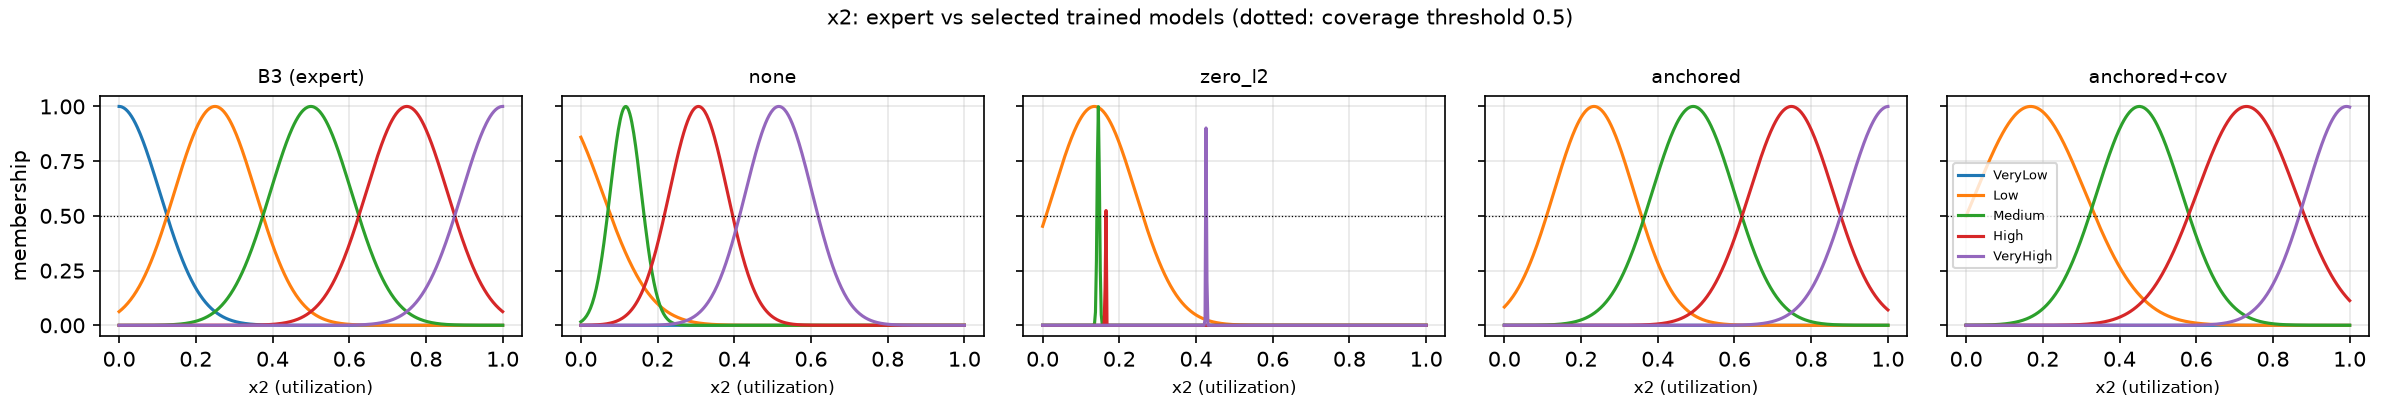 x2: expert vs selected trained models (dotted: coverage threshold 0.5)
B3 (expert)
none
zero_l2
anchored
anchored+cov
membership
1.00
0.75
0.50
0.25
0.00
VeryLow
Low
Medium
High
VeryHigh
0.0 0.2 0.4 0.6 0.8 1.0
0.0 0.2 0.4 0.6 0.8 1.0
0.0 0.2 0.4 0.6 0.8 1.0
0.0 0.2 0.4 0.6 0.8 1.0
0.0 0.2 0.4 0.6 0.8 1.0
x2 (utilization)
x2 (utilization)
x2 (utilization)
x2 (utilization)
x2 (utilization)